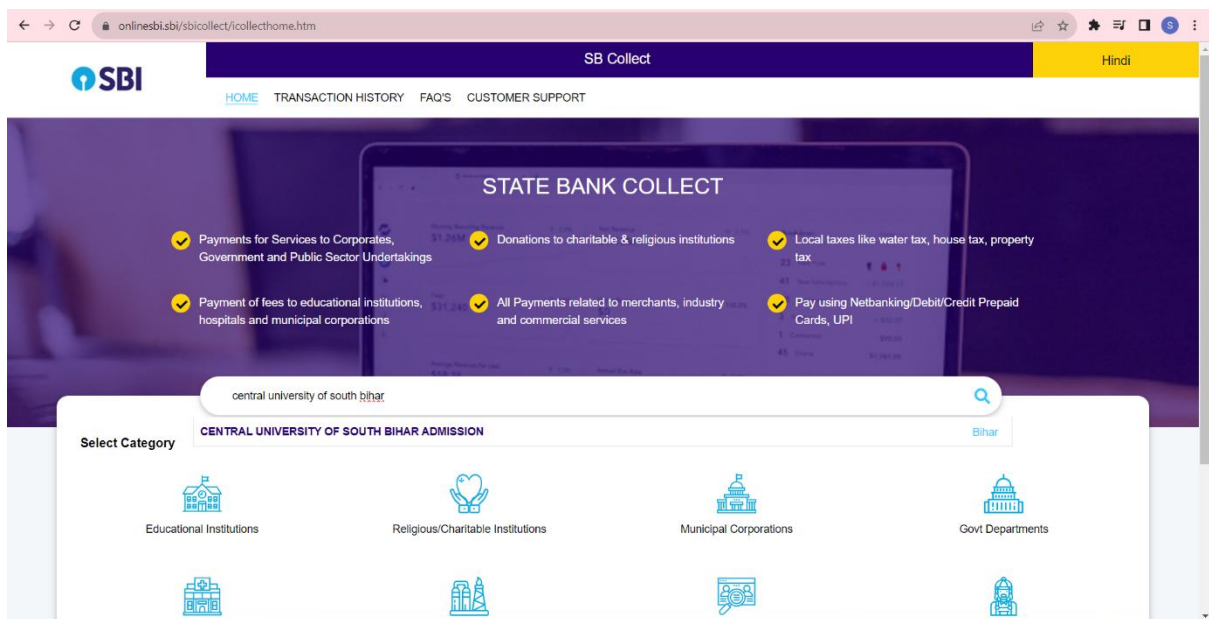 onlinesbi.sbi/sbicollect/icollecthome.htm
S
SBI
SB Collect
Hindi
HOME TRANSACTION HISTORY FAQ'S CUSTOMER SUPPORT
STATE BANK COLLECT
Payments for Services to Corporates,
Government and Public Sector Undertakings
Donations to charitable & religious institutions
Local taxes like water tax, house tax, property
tax
Payment of fees to educational institutions,
hospitals and municipal corporations
All Payments related to merchants, industry
and commercial services
Pay using Netbanking/Debit/Credit Prepaid
Cards, UPI
central university of south bihar
CENTRAL UNIVERSITY OF SOUTH BIHAR ADMISSION Bihar
Select Category
Educational Institutions
Religious/Charitable Institutions
Municipal Corporations
Govt Departments